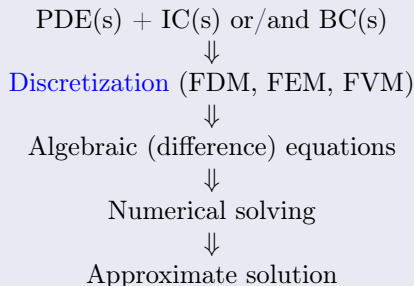 PDE(s) + IC(s) or/and BC(s)
⇓
Discretization (FDM, FEM, FVM)
⇓
Algebraic (difference) equations
⇓
Numerical solving
⇓
Approximate solution